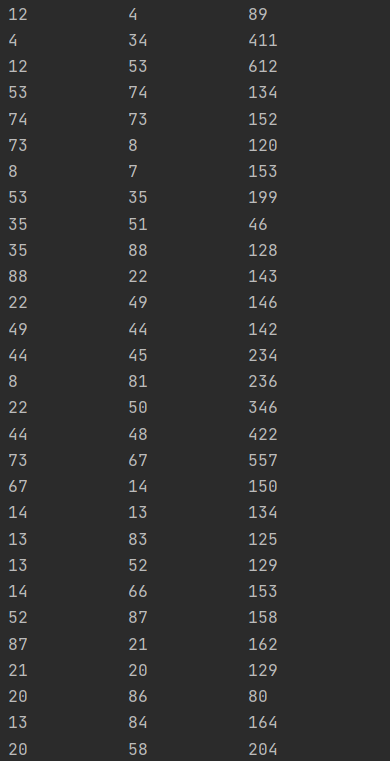 12 4 89
4 34 411
12 53 612
53 74 134
74 73 152
73 8 120
8 7 153
53 35 199
35 51 46
35 88 128
88 22 143
22 49 146
49 44 142
44 45 234
8 81 236
22 50 346
44 48 422
73 67 557
67 14 150
14 13 134
13 83 125
13 52 129
14 66 153
52 87 158
87 21 162
21 20 129
20 86 80
13 84 164
20 58 204